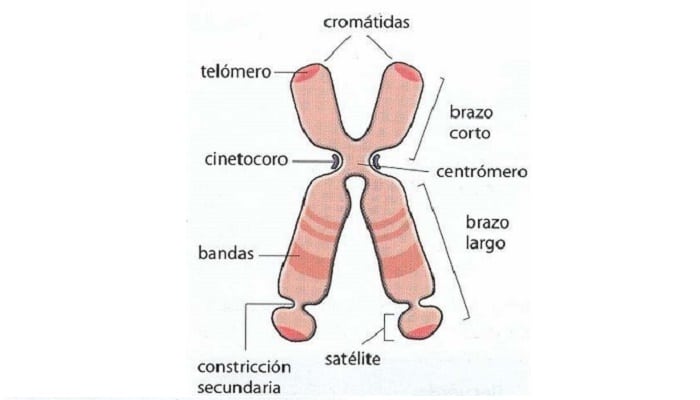 cromátidas
telómero
brazo
corto
cinetocoro
centrómero
brazo
largo
bandas
satélite
constricción
secundaria